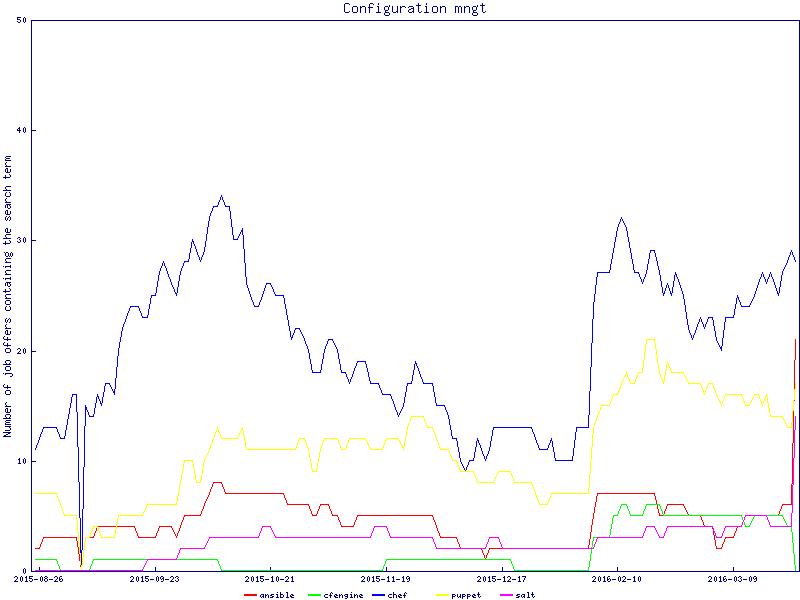 Configuration mngt
50
40
30
20
10
0
Number of job offers containing the search term
2015-08-26 2015-09-23 2015-10-21 2015-11-19 2015-12-17 2016-02-10 2016-03-09
ansible cfengine chef puppet salt